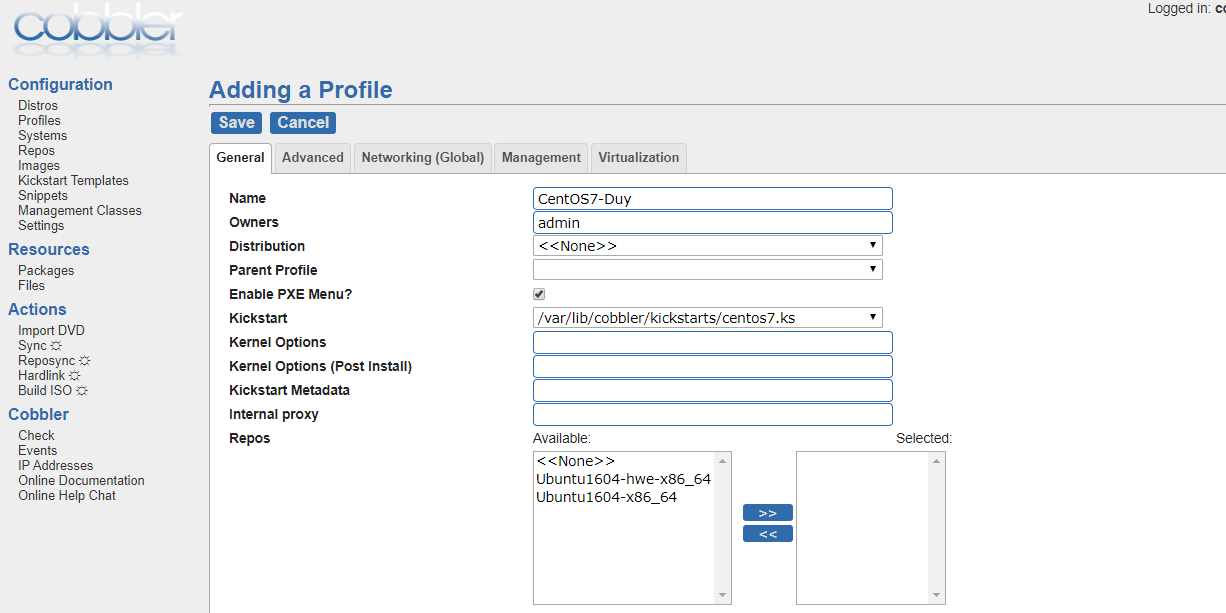 cobbler
Logged in: co
Configuration
Distros
Profiles
Systems
Repos
Images
Kickstart Templates
Snippets
Management Classes
Settings
Resources
Packages
Files
Actions
Import DVD
Sync
Reposync
Hardlink
Build ISO
Cobbler
Check
Events
IP Addresses
Online Documentation
Online Help Chat
Adding a Profile
Save Cancel
General Advanced Networking (Global) Management Virtualization
Name CentOS7-Duy
Owners admin
Distribution <<None>>
Parent Profile
Enable PXE Menu?
Kickstart /var/lib/cobbler/kickstarts/centos7.ks
Kernel Options
Kernel Options (Post Install)
Kickstart Metadata
Internal proxy
Repos Available: Selected:
<<None>>
Ubuntu1604-hwe-x86_64
Ubuntu1604-x86_64
>>
<<